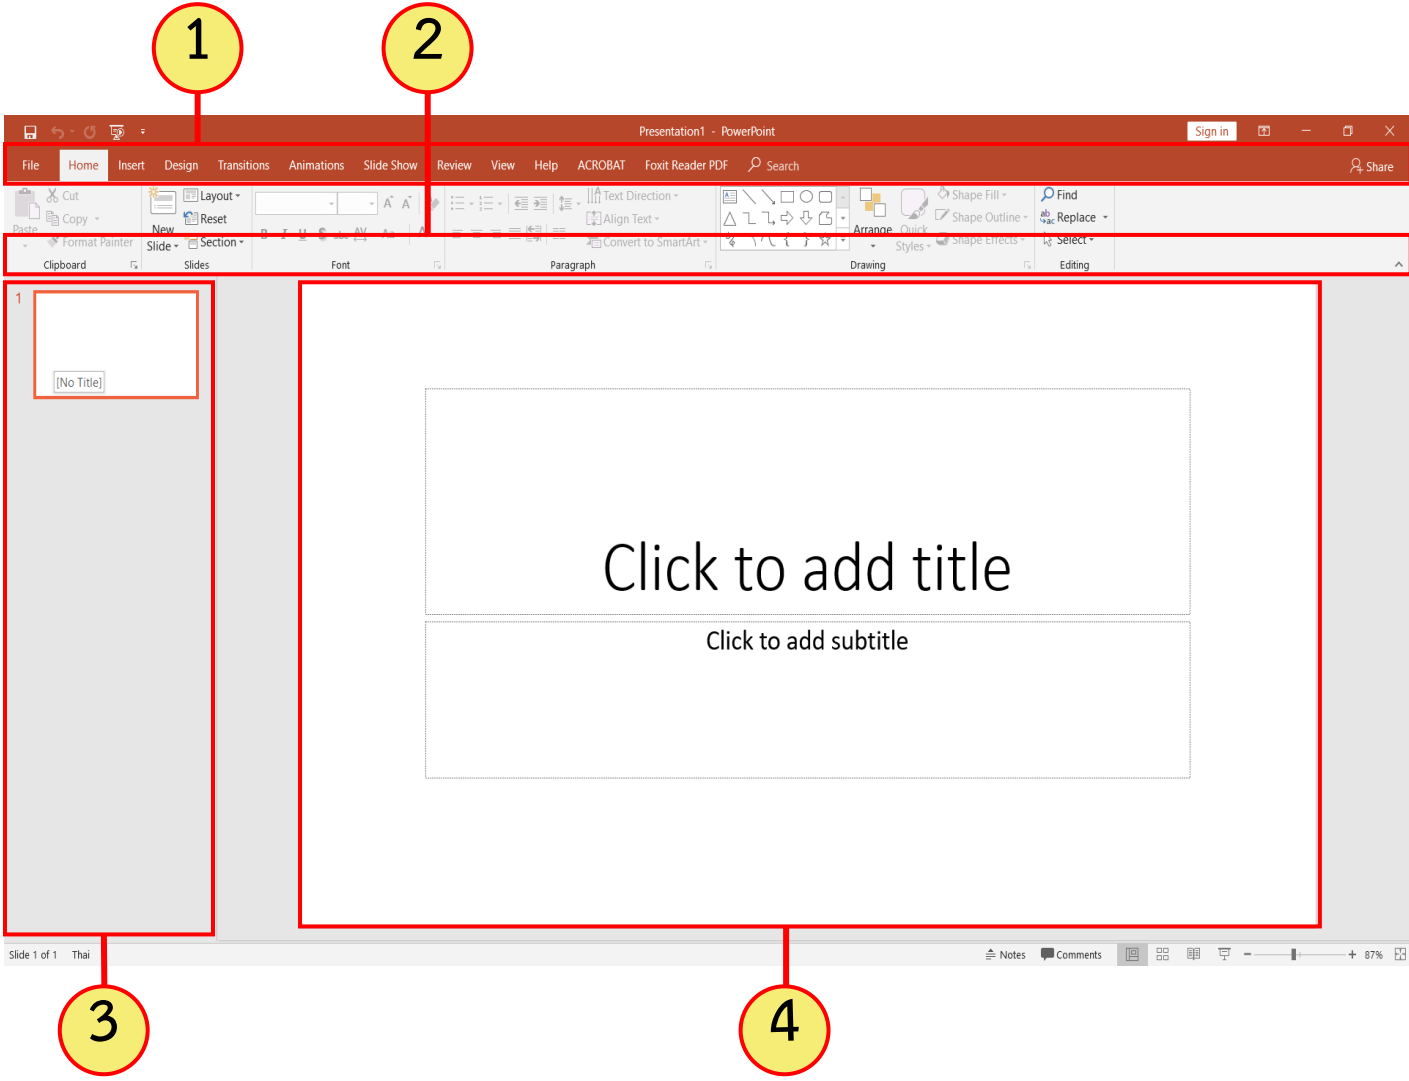 1 2
Presentation1 - PowerPoint Sign in
File Home Insert Design Transitions Animations Slide Show Review View Help ACROBAT Foxit Reader PDF Search Share
Cut Layout Text Direction Shape Fill Find
Copy Reset Align Text Shape Outline Replace
Paste New Arrange Quick
Format Painter Slide Section Convert to SmartArt Styles Shape Effects Select
Clipboard Slides Font Paragraph Drawing Editing
1
[No Title]
Click to add title
Click to add subtitle
Slide 1 of 1 Thai Notes Comments 87%
3 4